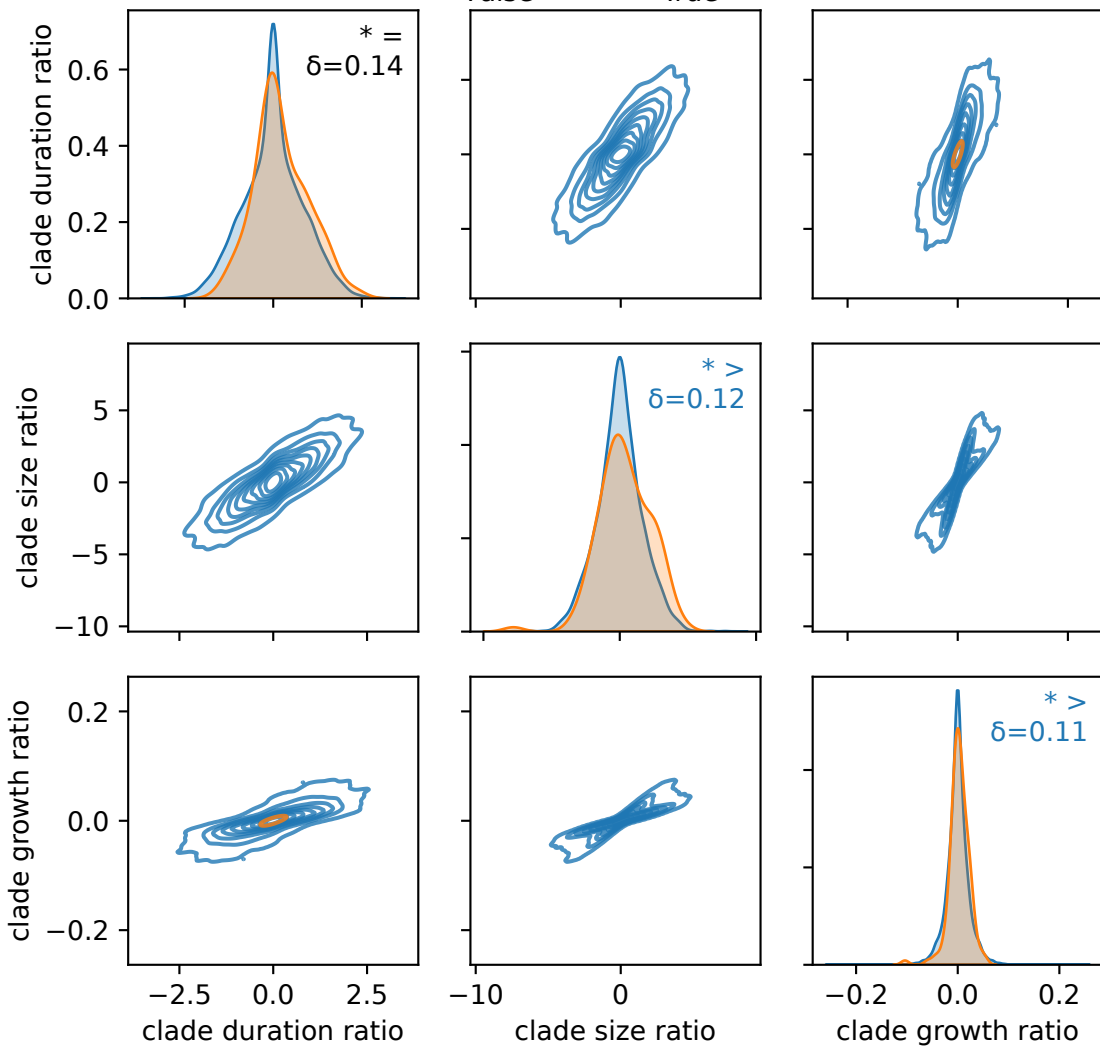 clade duration ratio
0.6
0.4
0.2
0.0
* =
δ=0.14
clade size ratio
5
0
−5
−10
* >
δ=0.12
clade growth ratio
0.2
0.0
−0.2
* >
δ=0.11
−2.5 0.0 2.5
−10 0
−0.2 0.0 0.2
clade duration ratio
clade size ratio
clade growth ratio